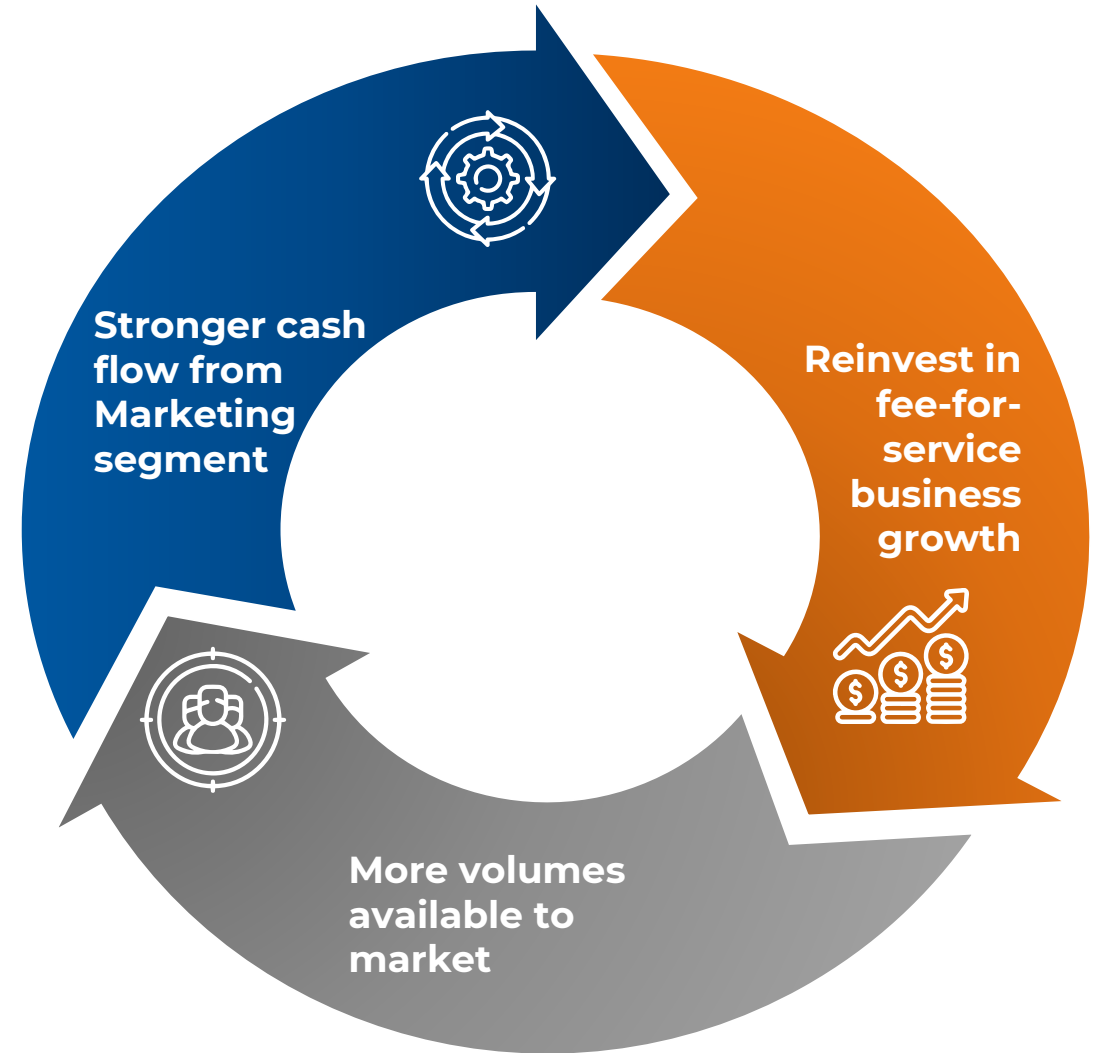 Stronger cash
flow from
Marketing
segment
Reinvest in
fee-for-
service
business
growth
$ $ $
More volumes
available to
market